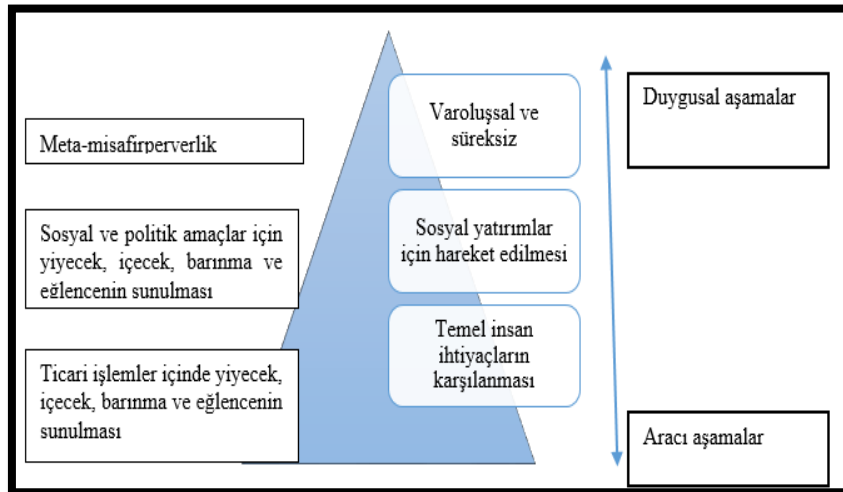 Meta-misafirperverlik
Sosyal ve politik amaçlar için
yiyecek, içecek, barınma ve
eğlencenin sunulması
Ticari işlemler içinde yiyecek,
içecek, barınma ve eğlencenin
sunulması
Varoluşsal ve
süreksiz
Sosyal yatırımlar
için hareket edilmesi
Temel insan
ihtiyaçların
karşılanması
Duygusal aşamalar
Aracı aşamalar